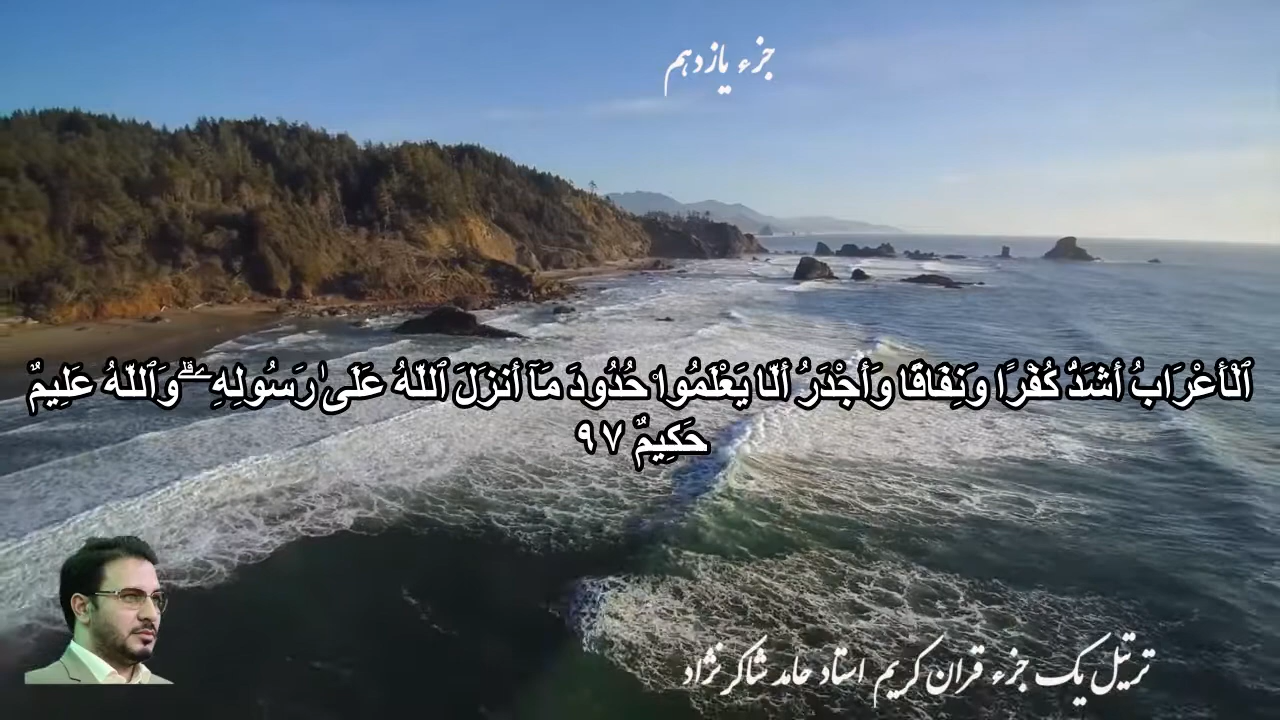 جزء یازدهم
ٱلۡأَعۡرَابُ أَشَدُّ كُفۡرٗا وَنِفَاقٗا وَأَجۡدَرُ أَلَّا يَعۡلَمُواْ حُدُودَ مَآ أَنزَلَ ٱللَّهُ عَلَىٰ رَسُولِهِۦۗ وَٱللَّهُ عَلِيمٌ
حَكِيمٞ ٩٧
ترتیل یک جزء قران کریم استاد حامد شاکرنژاد